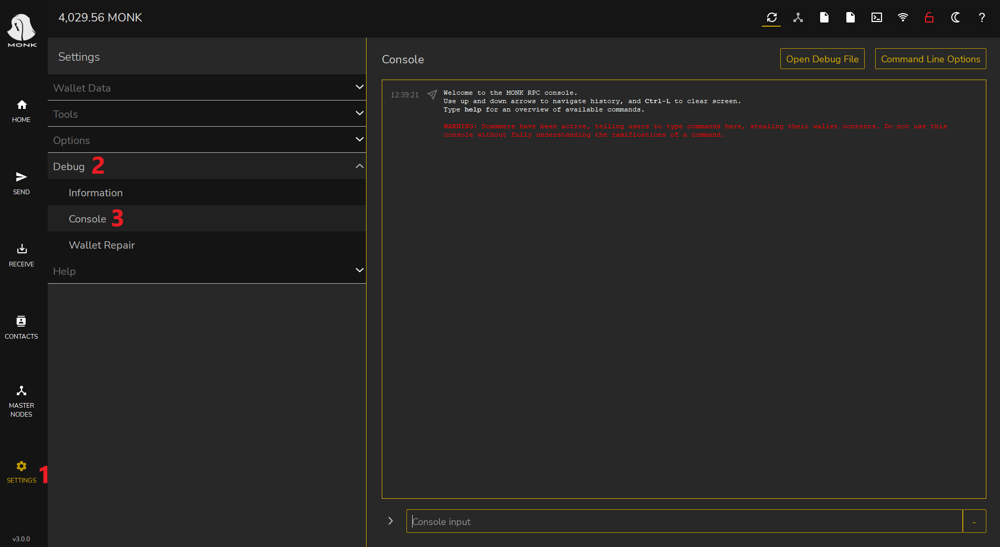 MONK
4,029.56 MONK
HOME
SEND
RECEIVE
CONTACTS
MASTER
NODES
SETTINGS 1
v3.0.0
Settings
Wallet Data
Tools
Options
Debug 2
Information
Console 3
Wallet Repair
Help
Console
Open Debug File
Command Line Options
12:39:21
Welcome to the MONK RPC console.
Use up and down arrows to navigate history, and Ctrl-L to clear screen.
Type help for an overview of available commands.
WARNING: Scammers have been active, telling users to type commands here, stealing their wallet contents. Do not use this
console without fully understanding the ramifications of a command.
Console input
-